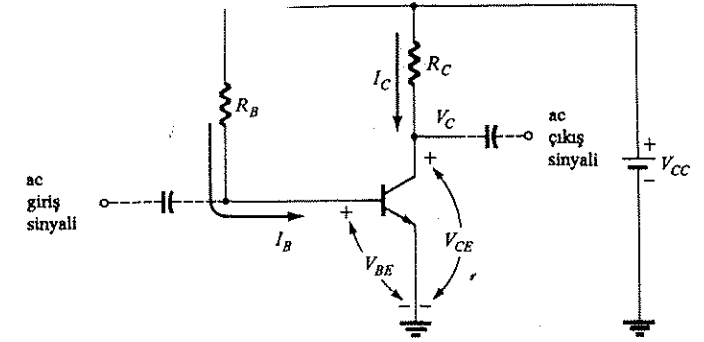 I_C
R_C
R_B
V_C
ac
çıkış
sinyali
+
V_CC
-
ac
giriş
sinyali
+
+
I_B
V_BE
V_CE
- -